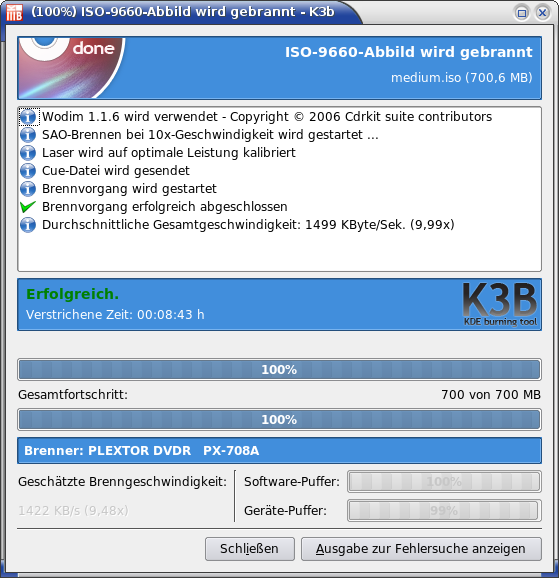 (100%) ISO-9660-Abbild wird gebrannt - K3b
done
ISO-9660-Abbild wird gebrannt
medium.iso (700,6 MB)
Wodim 1.1.6 wird verwendet - Copyright © 2006 Cdrkit suite contributors
SAO-Brennen bei 10x-Geschwindigkeit wird gestartet ...
Laser wird auf optimale Leistung kalibriert
Cue-Datei wird gesendet
Brennvorgang wird gestartet
Brennvorgang erfolgreich abgeschlossen
Durchschnittliche Gesamtgeschwindigkeit: 1499 KByte/Sek. (9,99x)
Erfolgreich.
Verstrichene Zeit: 00:08:43 h
K3B
KDE burning tool
100%
Gesamtfortschritt: 700 von 700 MB
100%
Brenner: PLEXTOR DVDR PX-708A
Geschätzte Brenngeschwindigkeit: Software-Puffer: 100%
1422 KB/s (9,48x) Geräte-Puffer: 99%
Schließen Ausgabe zur Fehlersuche anzeigen